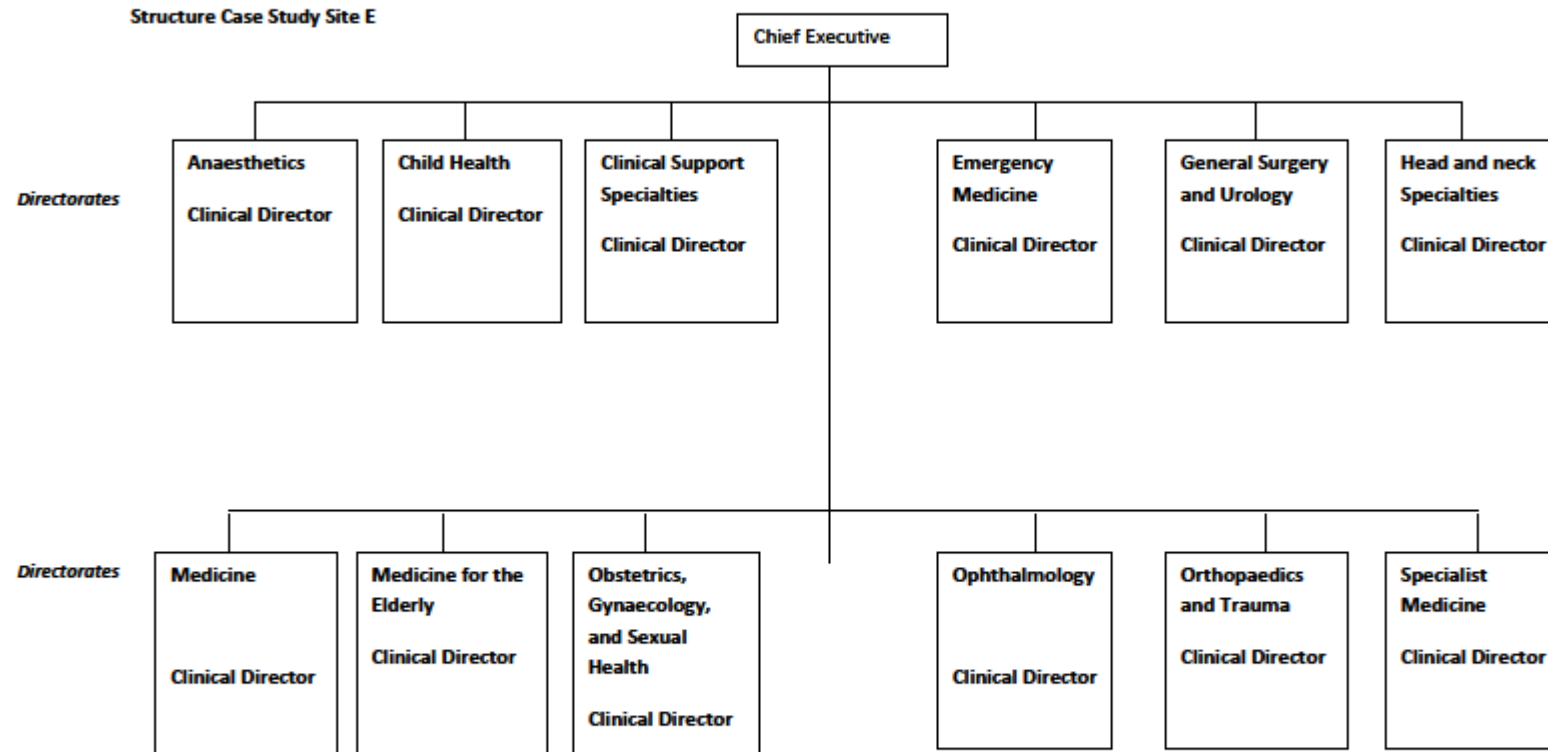 Structure Case Study Site E
Chief Executive
Directorates
Anaesthetics
Clinical Director
Child Health
Clinical Director
Clinical Support
Specialties
Clinical Director
Emergency
Medicine
Clinical Director
General Surgery
and Urology
Clinical Director
Head and neck
Specialties
Clinical Director
Directorates
Medicine
Clinical Director
Medicine for the
Elderly
Clinical Director
Obstetrics,
Gynaecology,
and Sexual
Health
Clinical Director
Ophthalmology
Clinical Director
Orthopaedics
and Trauma
Clinical Director
Specialist
Medicine
Clinical Director